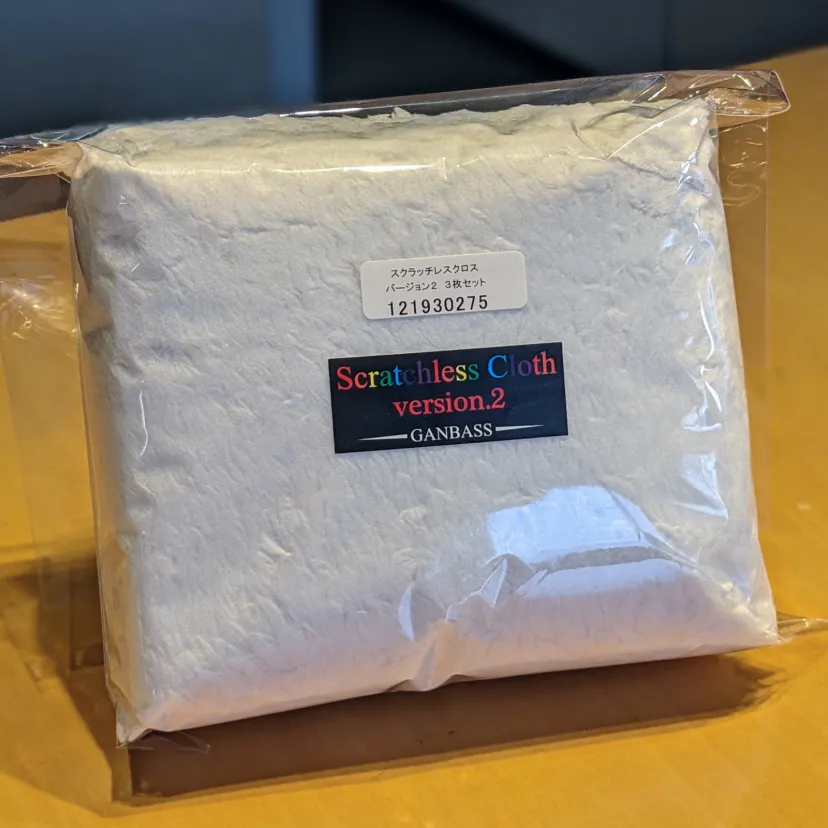 スクラッチレスクロス
バージョン2 3枚セット
121930275
Scratchless Cloth
version.2
GANBASS